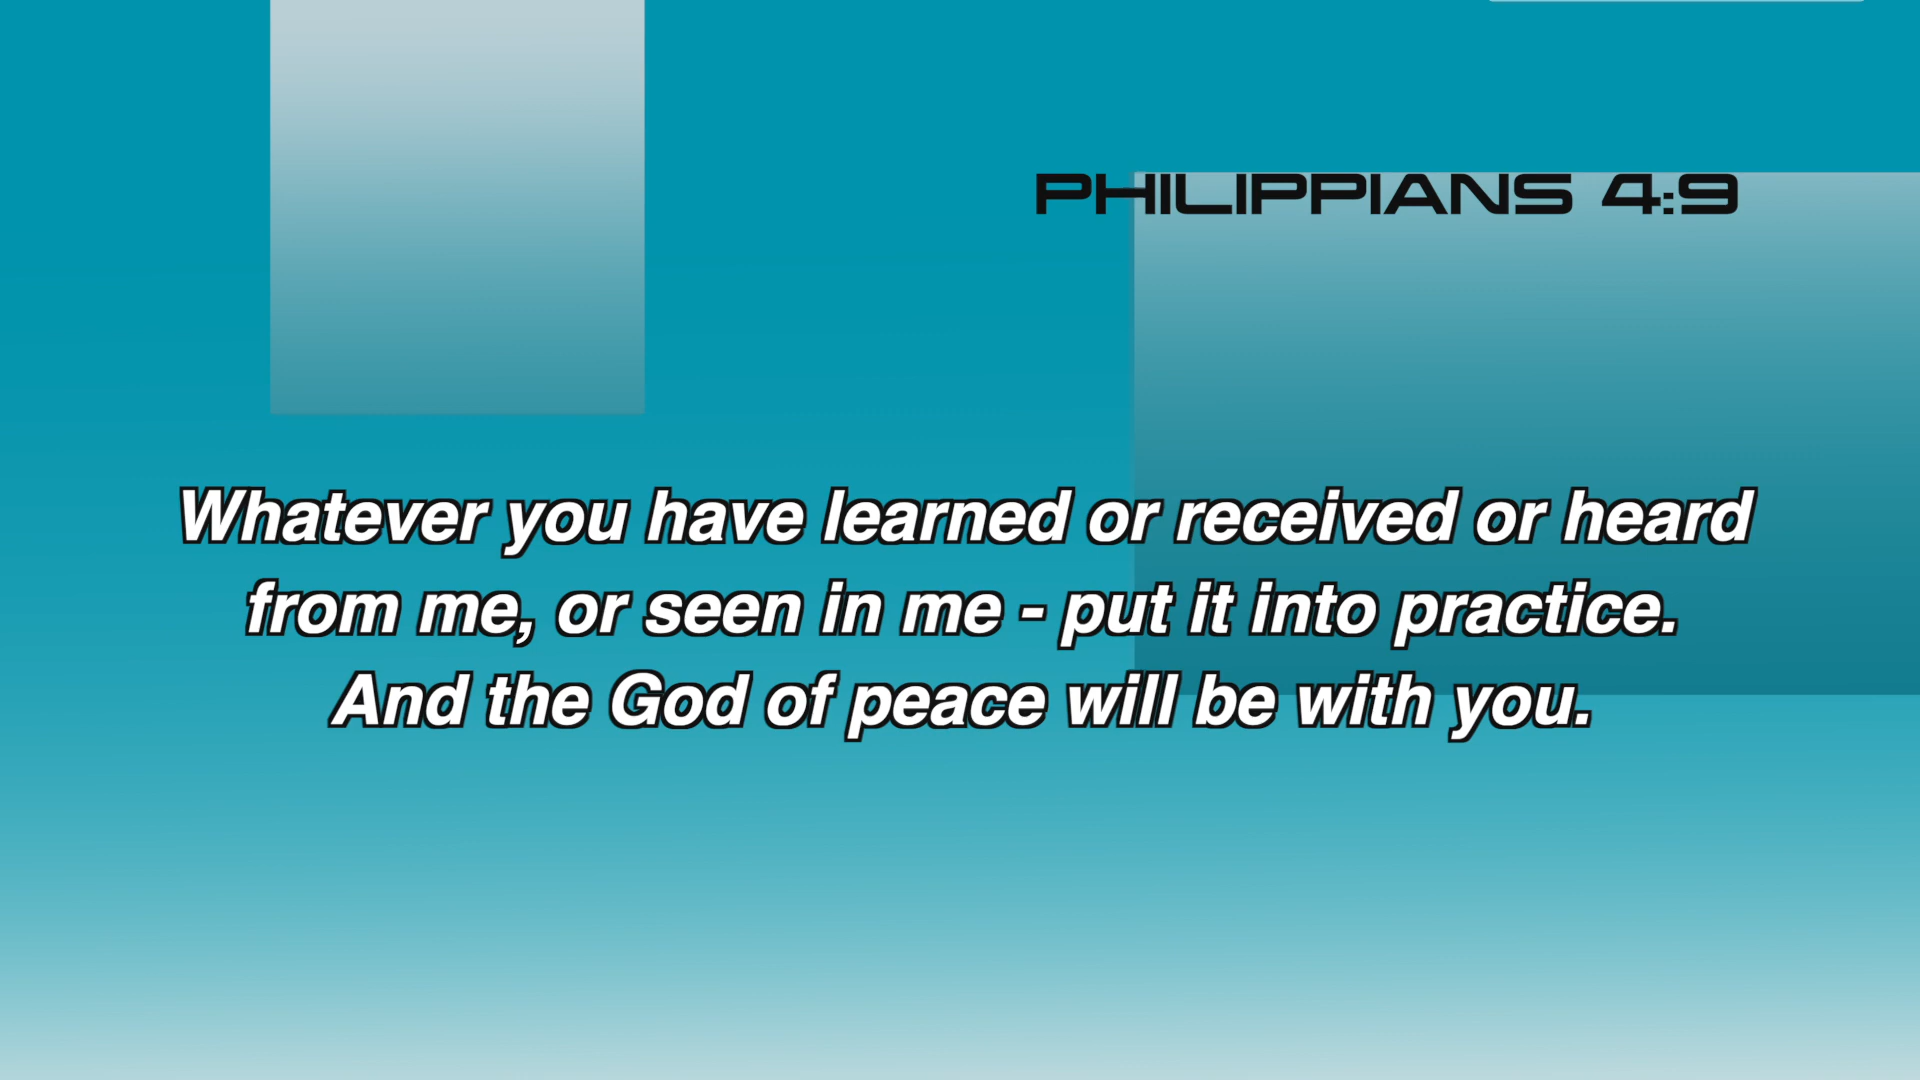 PHILIPPIANS 4:9
Whatever you have learned or received or heard
from me, or seen in me - put it into practice.
And the God of peace will be with you.